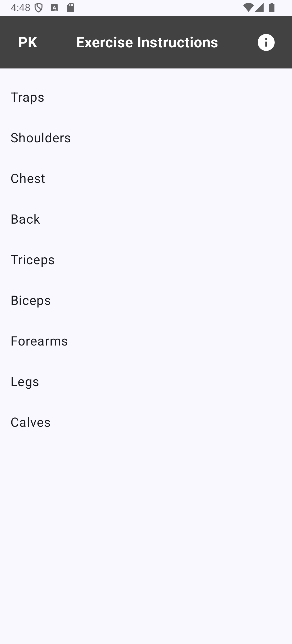 4:48
PK Exercise Instructions
Traps
Shoulders
Chest
Back
Triceps
Biceps
Forearms
Legs
Calves